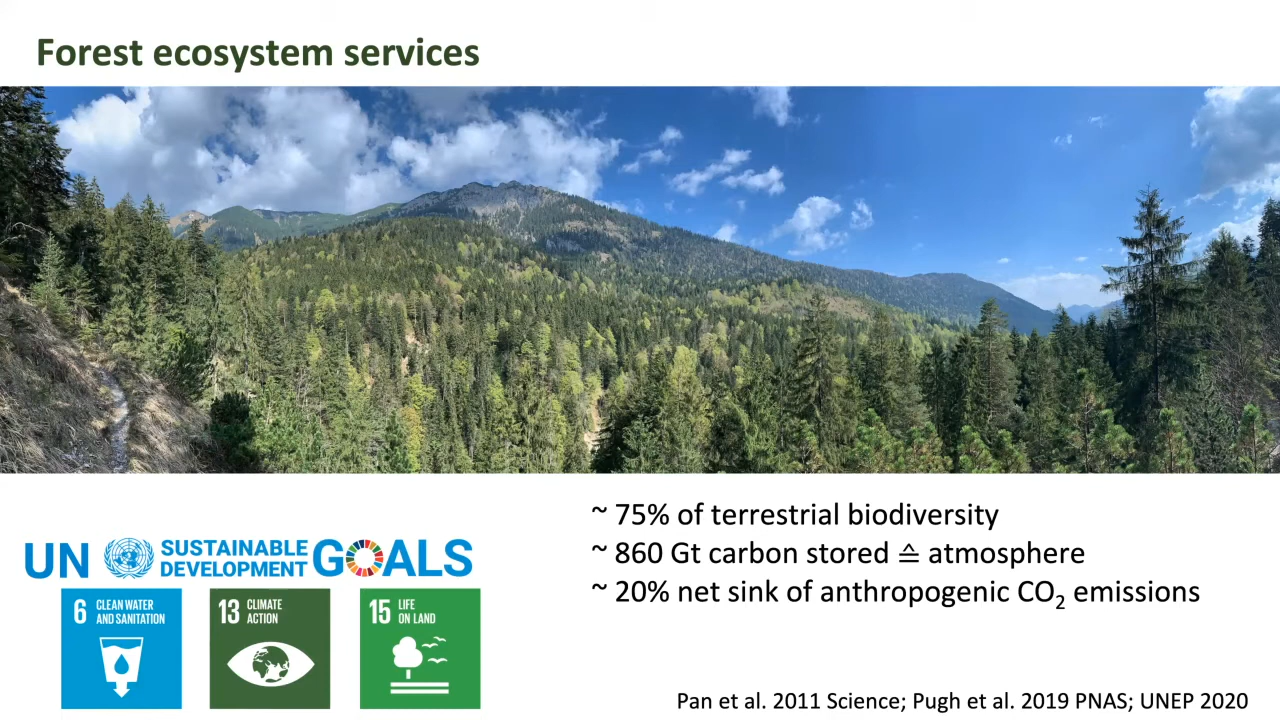 Forest ecosystem services
~ 75% of terrestrial biodiversity
~ 860 Gt carbon stored ≙ atmosphere
~ 20% net sink of anthropogenic CO₂ emissions
UN SUSTAINABLE DEVELOPMENT GOALS
6 CLEAN WATER AND SANITATION
13 CLIMATE ACTION
15 LIFE ON LAND
Pan et al. 2011 Science; Pugh et al. 2019 PNAS; UNEP 2020